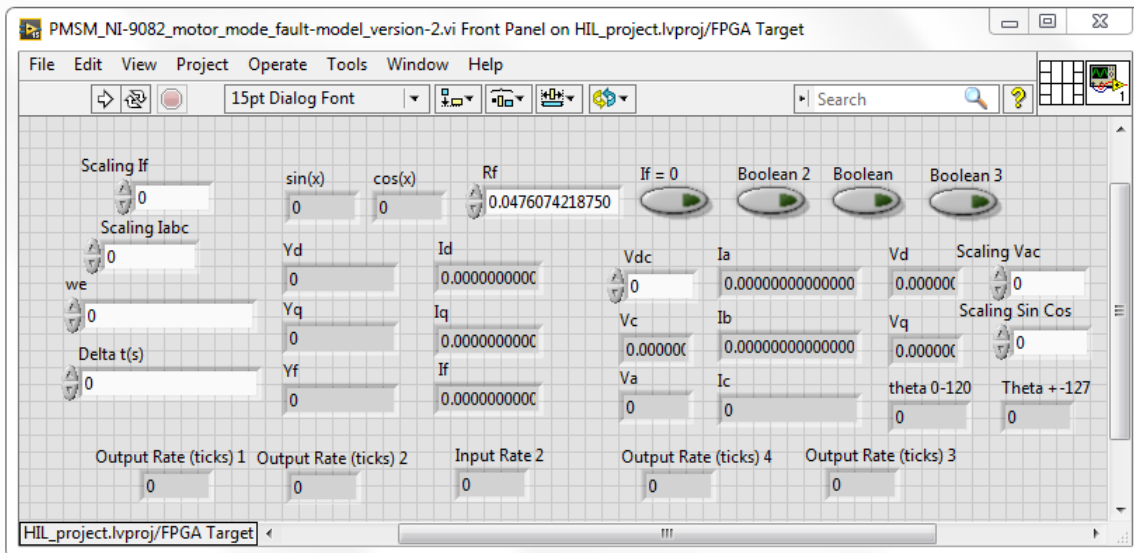 PMSM_NI-9082_motor_mode_fault-model_version-2.vi Front Panel on HIL_project.lvproj/FPGA Target
File Edit View Project Operate Tools Window Help
15pt Dialog Font Search 1
Scaling If sin(x) cos(x) Rf If = 0 Boolean 2 Boolean Boolean 3
0 0 0 0.0476074218750
Scaling Iabc Yd Id Vdc Ia Vd Scaling Vac
0 0 0.0000000000 0 0.00000000000000 0.000000 0
we Yq Iq Vc Ib Vq Scaling Sin Cos
0 0 0.0000000000 0.000000 0.00000000000000 0.000000 0
Delta t(s) Yf If Va Ic theta 0-120 Theta +-127
0 0 0.0000000000 0 0 0 0
Output Rate (ticks) 1 Output Rate (ticks) 2 Input Rate 2 Output Rate (ticks) 4 Output Rate (ticks) 3
0 0 0 0 0
HIL_project.lvproj/FPGA Target